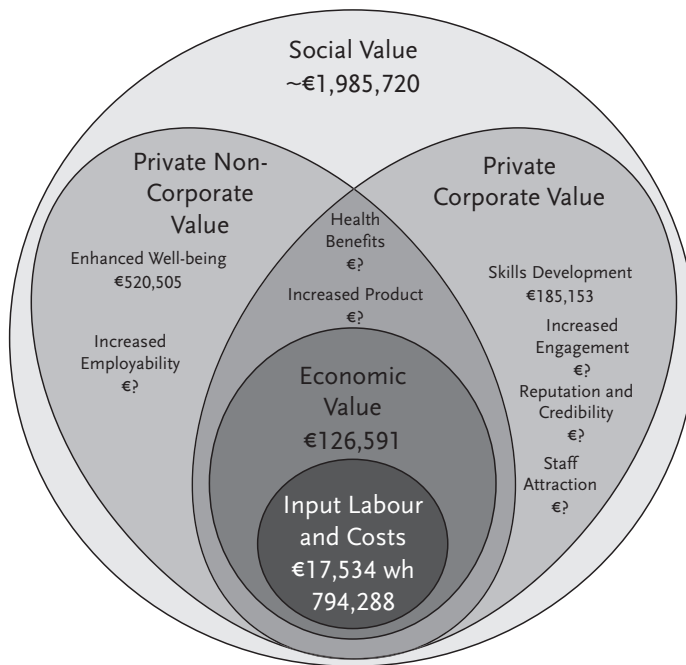 Social Value
~€1,985,720
Private Non-
Corporate
Value
Enhanced Well-being
€520,505
Increased
Employability
€?
Health
Benefits
€?
Increased Product
€?
Private
Corporate Value
Skills Development
€185,153
Increased
Engagement
€?
Reputation and
Credibility
€?
Staff
Attraction
€?
Economic
Value
€126,591
Input Labour
and Costs
€17,534 wh
794,288